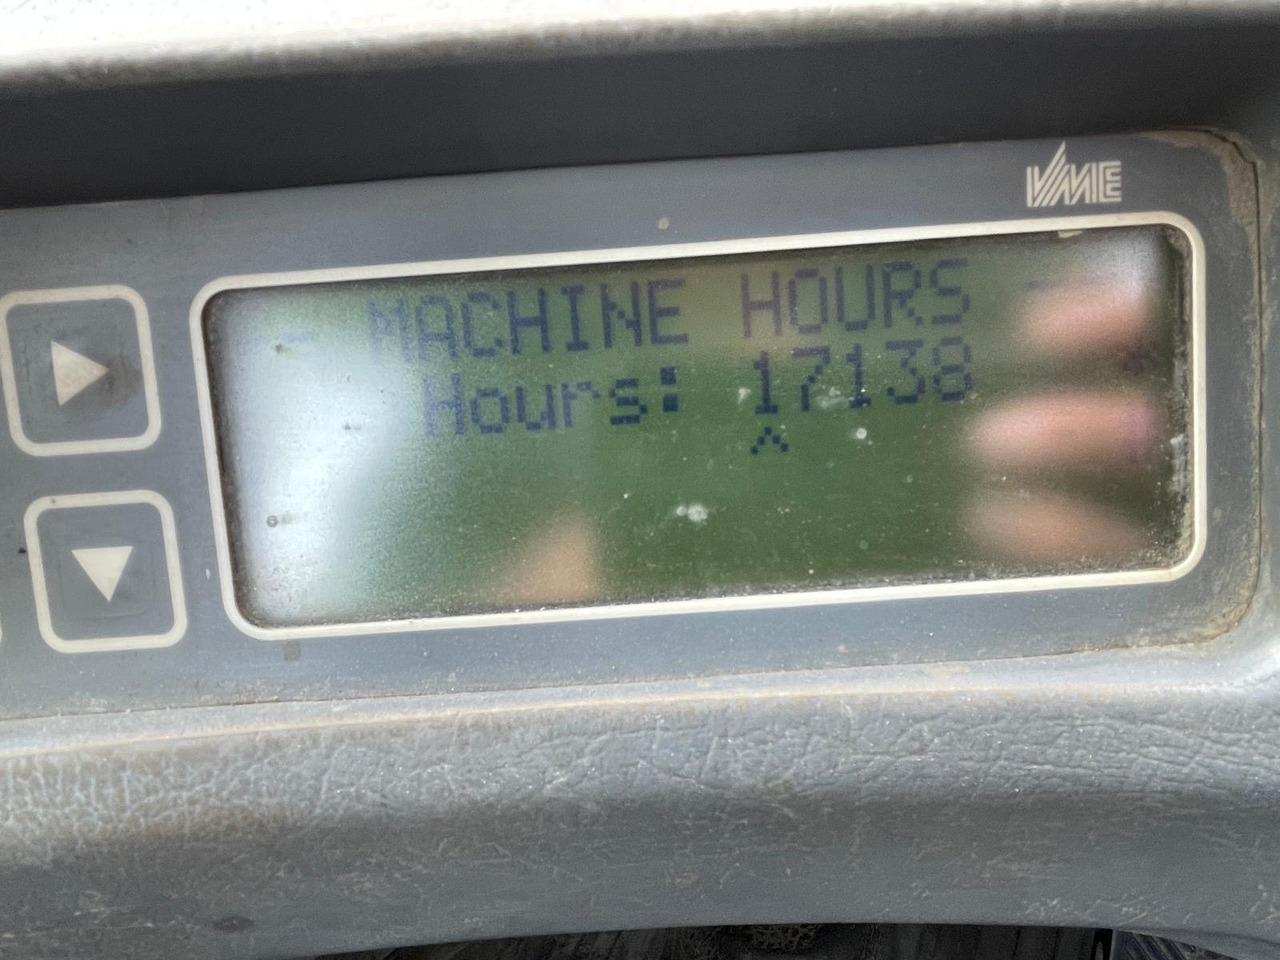 VME
- MACHINE HOURS -
Hours: 17138
^